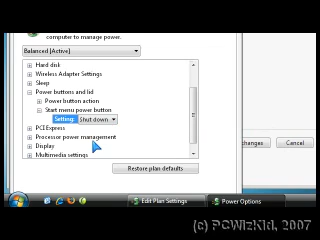 computer to manage power.
Balanced [Active]
Hard disk
Wireless Adapter Settings
Sleep
Power buttons and lid
Power button action
Start menu power button
Setting: Shut down
PCI Express
Processor power management
Display
Multimedia settings
Restore plan defaults
changes
Cancel
Edit Plan Settings
Power Options
(c) PCWizKid, 2007